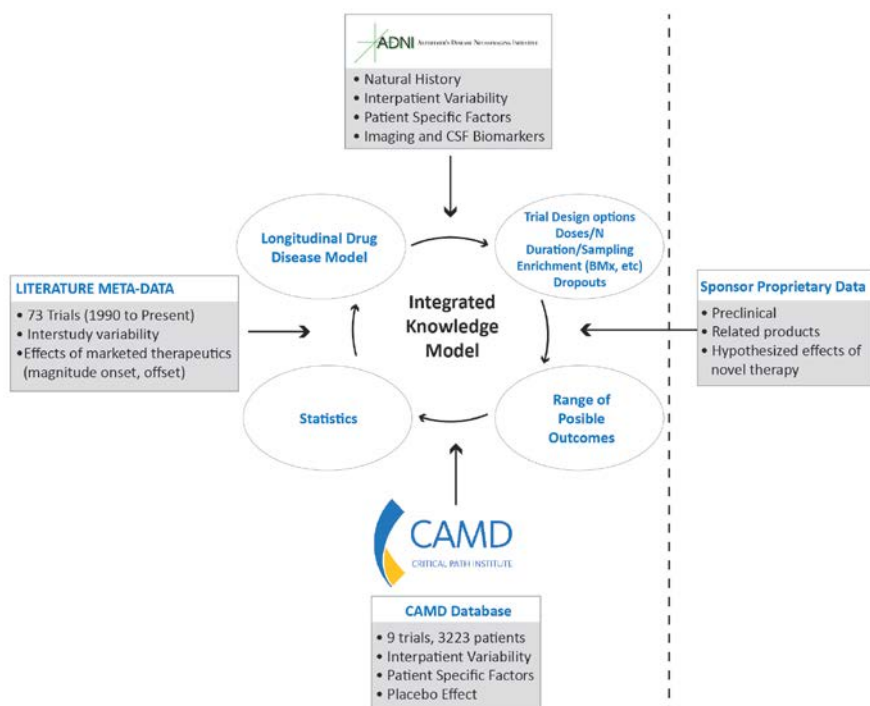 ADNI ALZHEIMER'S DISEASE NEUROIMAGING INITIATIVE
• Natural History
• Interpatient Variability
• Patient Specific Factors
• Imaging and CSF Biomarkers
Longitudinal Drug
Disease Model
Trial Design options
Doses/N
Duration/Sampling
Enrichment (BMx, etc)
Dropouts
LITERATURE META-DATA
• 73 Trials (1990 to Present)
• Interstudy variability
•Effects of marketed therapeutics
(magnitude onset, offset)
Integrated
Knowledge
Model
Sponsor Proprietary Data
• Preclinical
• Related products
• Hypothesized effects of
novel therapy
Statistics
Range of
Posible
Outcomes
CAMD
CRITICAL PATH INSTITUTE
CAMD Database
• 9 trials, 3223 patients
• Interpatient Variability
• Patient Specific Factors
• Placebo Effect